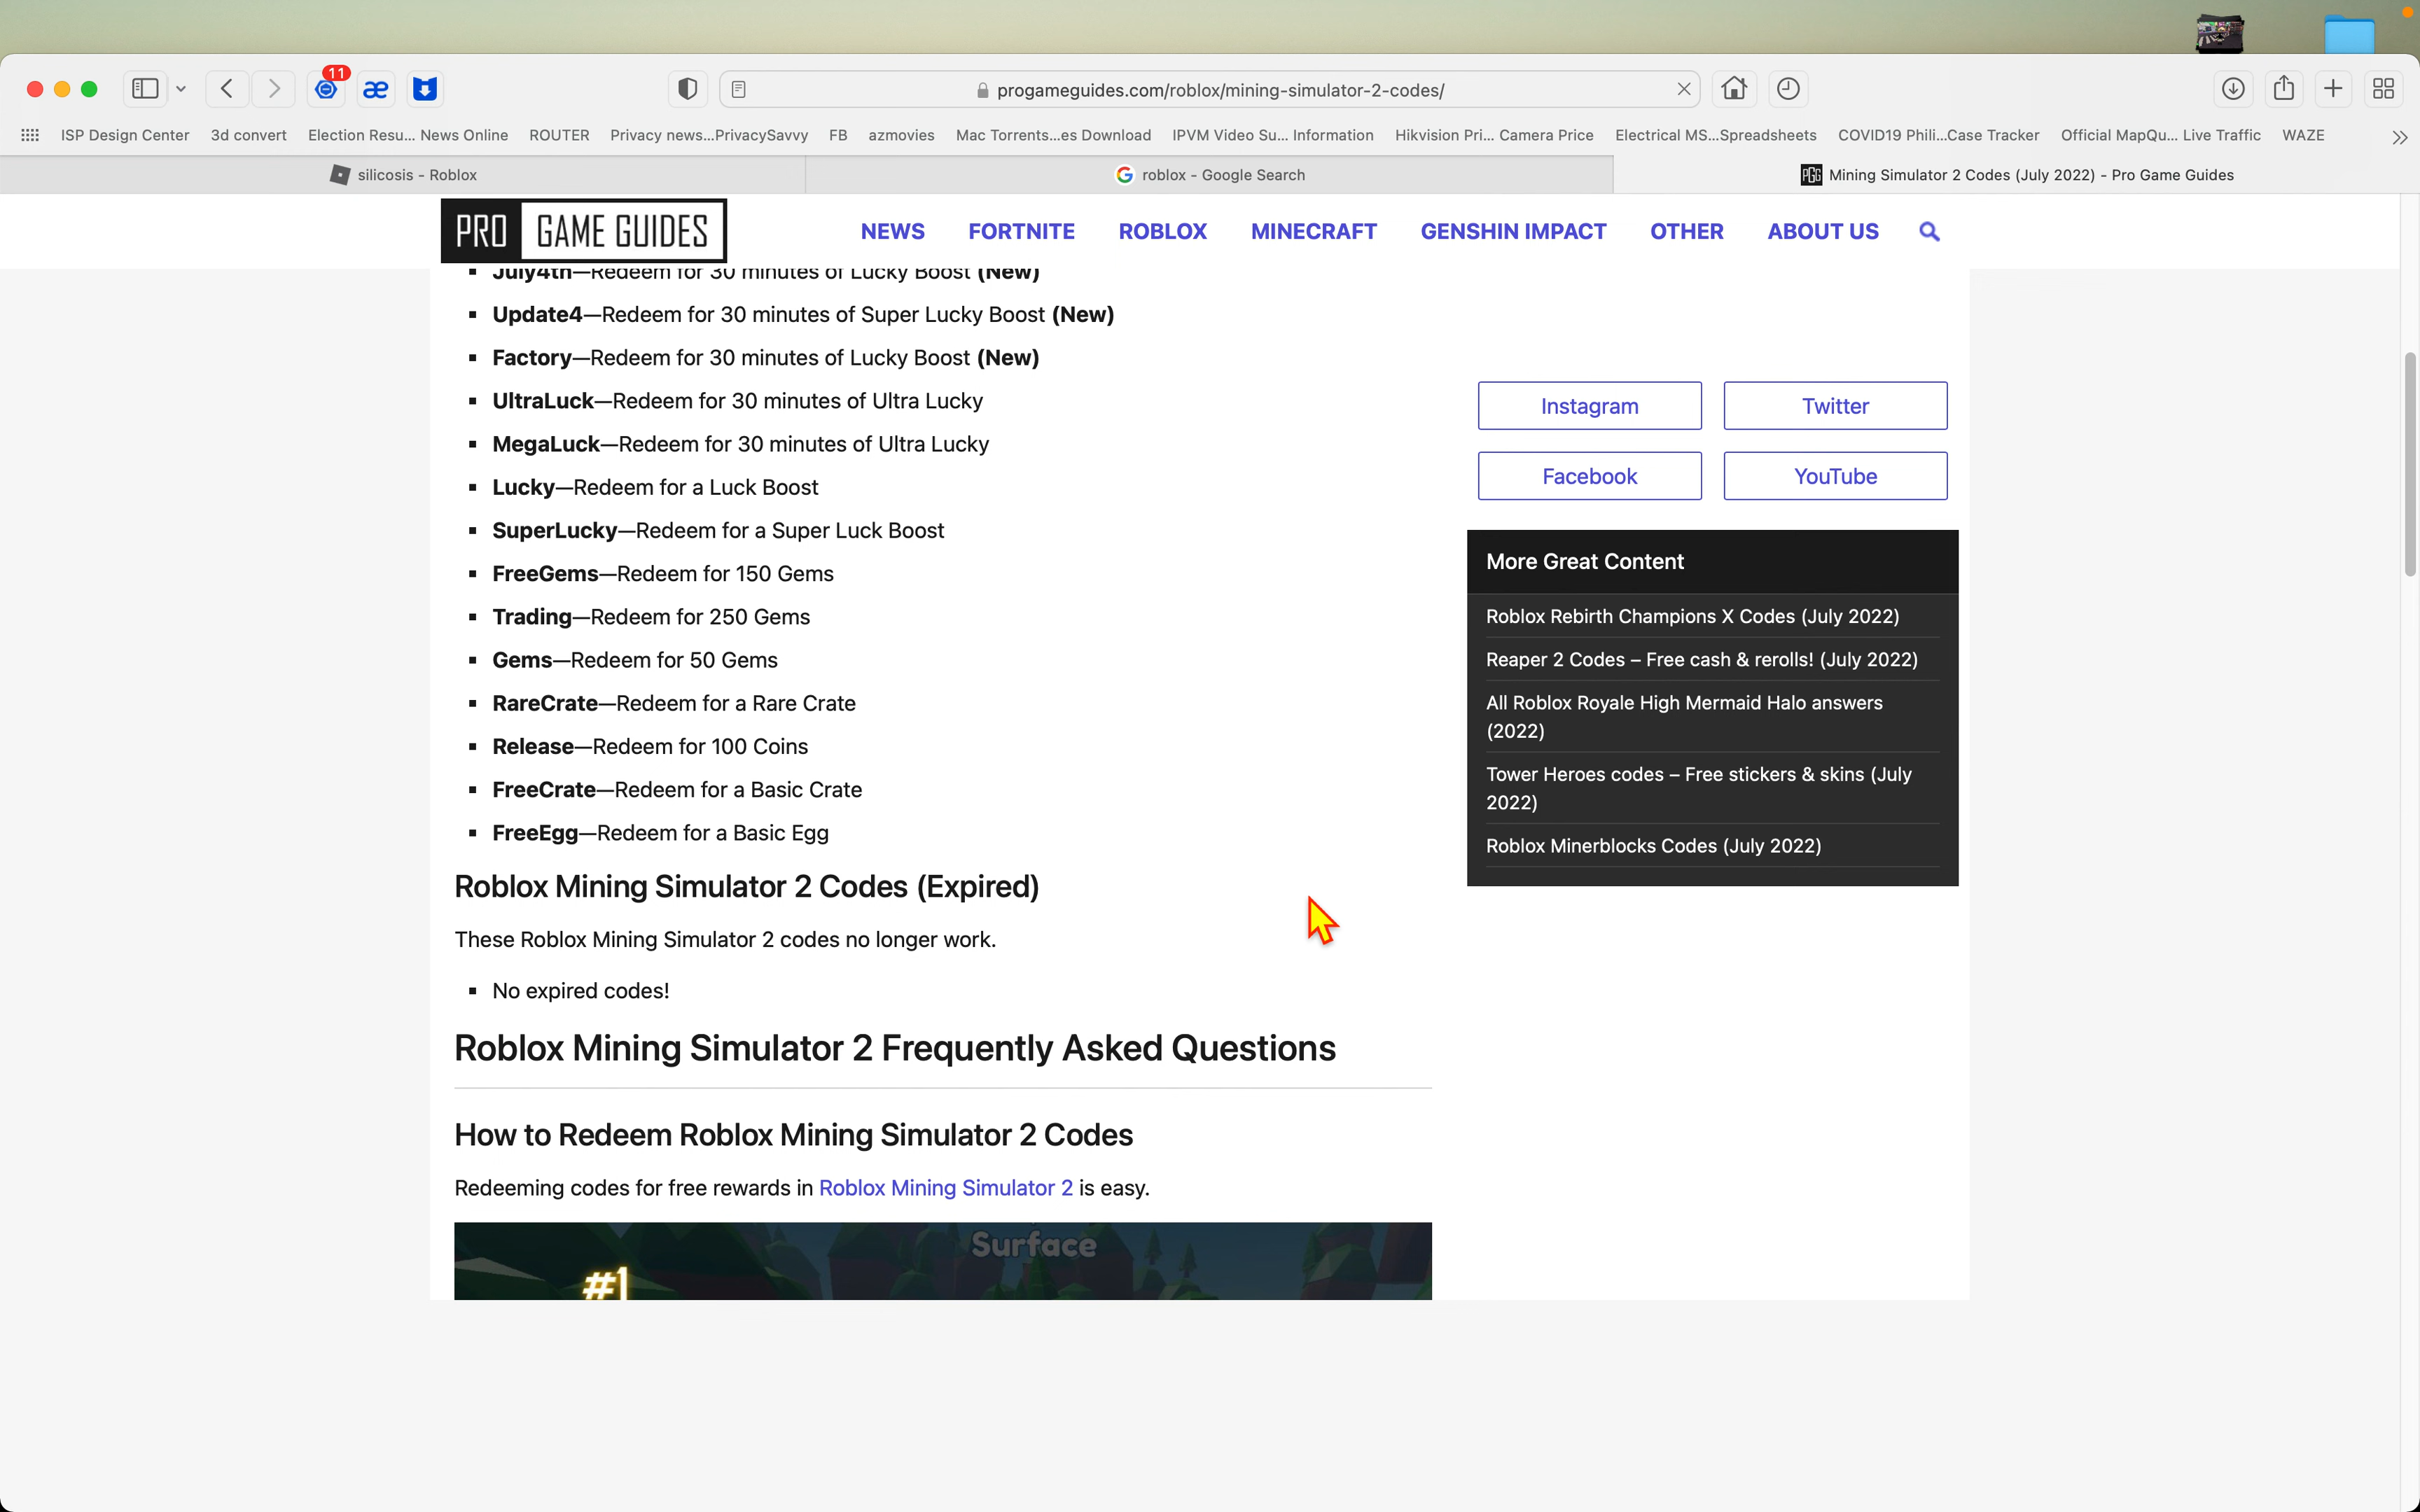 11
æ
progameguides.com/roblox/mining-simulator-2-codes/
ISP Design Center 3d convert Election Resu... News Online ROUTER Privacy news...PrivacySavvy FB azmovies Mac Torrents...es Download IPVM Video Su... Information Hikvision Pri... Camera Price Electrical MS...Spreadsheets COVID19 Phili...Case Tracker Official MapQu... Live Traffic WAZE
silicosis - Roblox roblox - Google Search PGG Mining Simulator 2 Codes (July 2022) - Pro Game Guides
PRO GAME GUIDES NEWS FORTNITE ROBLOX MINECRAFT GENSHIN IMPACT OTHER ABOUT US
July4th—Redeem for 30 minutes of Lucky Boost (New)
Update4—Redeem for 30 minutes of Super Lucky Boost (New)
Factory—Redeem for 30 minutes of Lucky Boost (New)
UltraLuck—Redeem for 30 minutes of Ultra Lucky
MegaLuck—Redeem for 30 minutes of Ultra Lucky
Lucky—Redeem for a Luck Boost
SuperLucky—Redeem for a Super Luck Boost
FreeGems—Redeem for 150 Gems
Trading—Redeem for 250 Gems
Gems—Redeem for 50 Gems
RareCrate—Redeem for a Rare Crate
Release—Redeem for 100 Coins
FreeCrate—Redeem for a Basic Crate
FreeEgg—Redeem for a Basic Egg
Roblox Mining Simulator 2 Codes (Expired)
These Roblox Mining Simulator 2 codes no longer work.
No expired codes!
Roblox Mining Simulator 2 Frequently Asked Questions
How to Redeem Roblox Mining Simulator 2 Codes
Redeeming codes for free rewards in Roblox Mining Simulator 2 is easy.
Surface
#1
Instagram Twitter
Facebook YouTube
More Great Content
Roblox Rebirth Champions X Codes (July 2022)
Reaper 2 Codes – Free cash & rerolls! (July 2022)
All Roblox Royale High Mermaid Halo answers
(2022)
Tower Heroes codes – Free stickers & skins (July
2022)
Roblox Minerblocks Codes (July 2022)